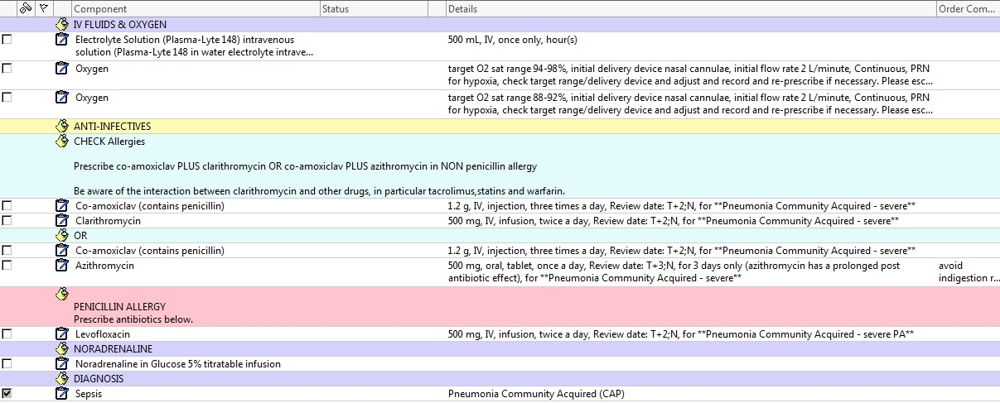 Component Status Details Order Com...
IV FLUIDS & OXYGEN
Electrolyte Solution (Plasma-Lyte 148) intravenous 500 mL, IV, once only, hour(s)
solution (Plasma-Lyte 148 in water electrolyte intrave...
Oxygen target O2 sat range 94-98%, initial delivery device nasal cannulae, initial flow rate 2 L/minute, Continuous, PRN
for hypoxia, check target range/delivery device and adjust and record and re-prescribe if necessary. Please esc...
Oxygen target O2 sat range 88-92%, initial delivery device nasal cannulae, initial flow rate 2 L/minute, Continuous, PRN
for hypoxia, check target range/delivery device and adjust and record and re-prescribe if necessary. Please esc...
ANTI-INFECTIVES
CHECK Allergies
Prescribe co-amoxiclav PLUS clarithromycin OR co-amoxiclav PLUS azithromycin in NON penicillin allergy
Be aware of the interaction between clarithromycin and other drugs, in particular tacrolimus,statins and warfarin.
Co-amoxiclav (contains penicillin) 1.2 g, IV, injection, three times a day, Review date: T+2;N, for **Pneumonia Community Acquired - severe**
Clarithromycin 500 mg, IV, infusion, twice a day, Review date: T+2;N, for **Pneumonia Community Acquired - severe**
OR
Co-amoxiclav (contains penicillin) 1.2 g, IV, injection, three times a day, Review date: T+2;N, for **Pneumonia Community Acquired - severe**
Azithromycin 500 mg, oral, tablet, once a day, Review date: T+3;N, for 3 days only (azithromycin has a prolonged post avoid
antibiotic effect), for **Pneumonia Community Acquired - severe** indigestion r...
PENICILLIN ALLERGY
Prescribe antibiotics below.
Levofloxacin 500 mg, IV, infusion, twice a day, Review date: T+2;N, for **Pneumonia Community Acquired - severe PA**
NORADRENALINE
Noradrenaline in Glucose 5% titratable infusion
DIAGNOSIS
Sepsis Pneumonia Community Acquired (CAP)